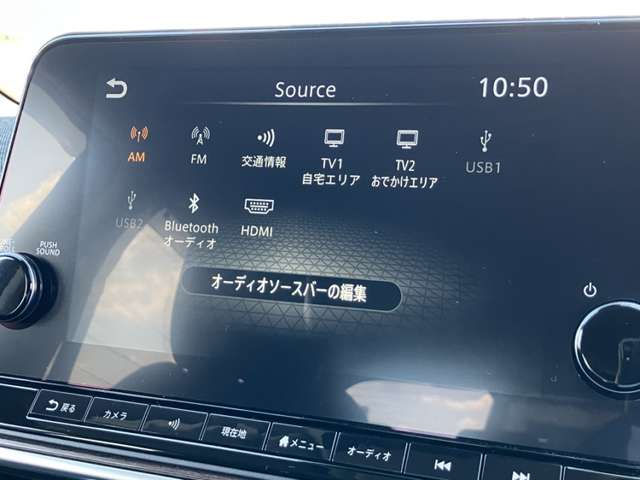 Source
10:50
AM
FM
交通情報
TV1
自宅エリア
TV2
おでかけエリア
USB1
USB2
Bluetooth
オーディオ
HDMI
オーディオソースバーの編集
PUSH
SOUND
戻る
カメラ
現在地
メニュー
オーディオ